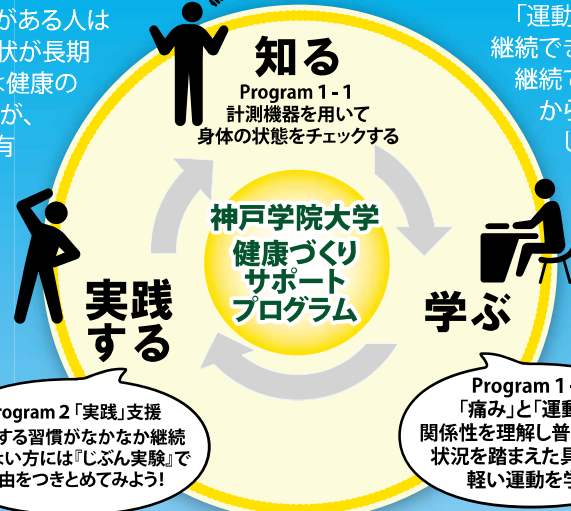 がある人は
状が長期
は健康の
が、
有
「運動
継続でき
継続で
から
し
知る
Program 1 - 1
計測機器を用いて
身体の状態をチェックする
神戸学院大学
健康づくり
サポート
プログラム
実践
する
学ぶ
rogram 2「実践」支援
する習慣がなかなか継続
ない方には『じぶん実験』で
由をつきとめてみよう!
Program 1 -
「痛み」と「運動
関係性を理解し普
状況を踏まえた具
軽い運動を学